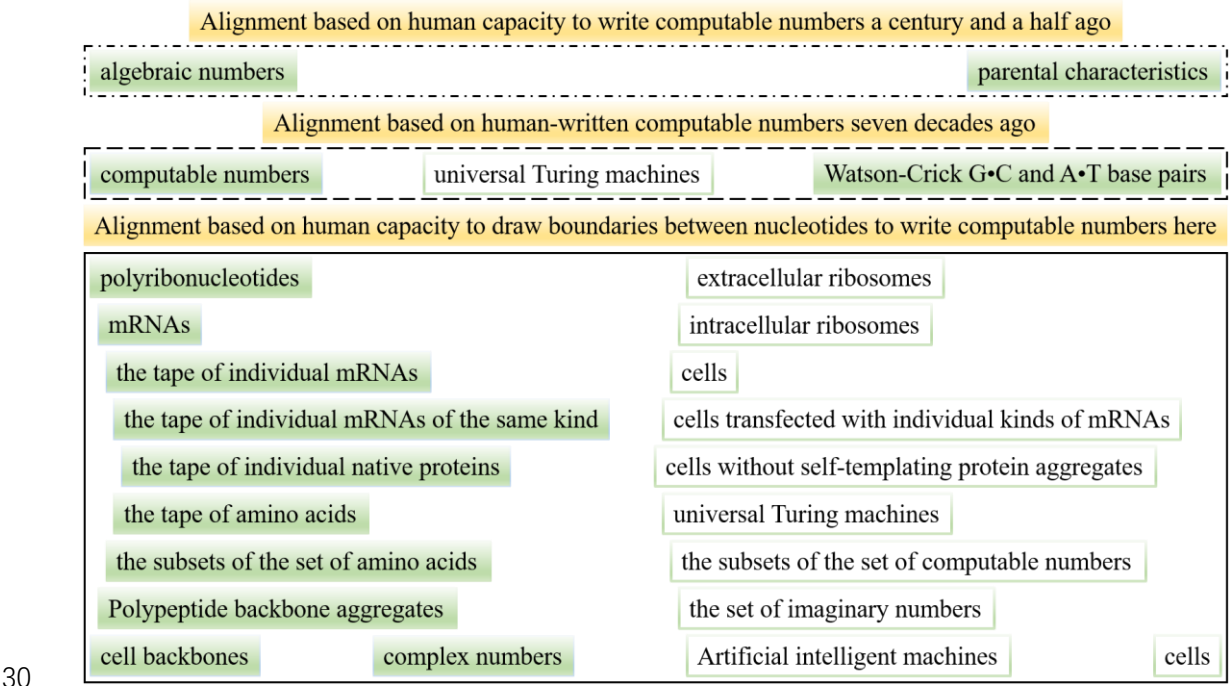 Alignment based on human capacity to write computable numbers a century and a half ago
algebraic numbers parental characteristics
Alignment based on human-written computable numbers seven decades ago
computable numbers universal Turing machines Watson-Crick G•C and A•T base pairs
Alignment based on human capacity to draw boundaries between nucleotides to write computable numbers here
polyribonucleotides extracellular ribosomes
mRNAs intracellular ribosomes
the tape of individual mRNAs cells
the tape of individual mRNAs of the same kind cells transfected with individual kinds of mRNAs
the tape of individual native proteins cells without self-templating protein aggregates
the tape of amino acids universal Turing machines
the subsets of the set of amino acids the subsets of the set of computable numbers
Polypeptide backbone aggregates the set of imaginary numbers
cell backbones complex numbers Artificial intelligent machines cells
30